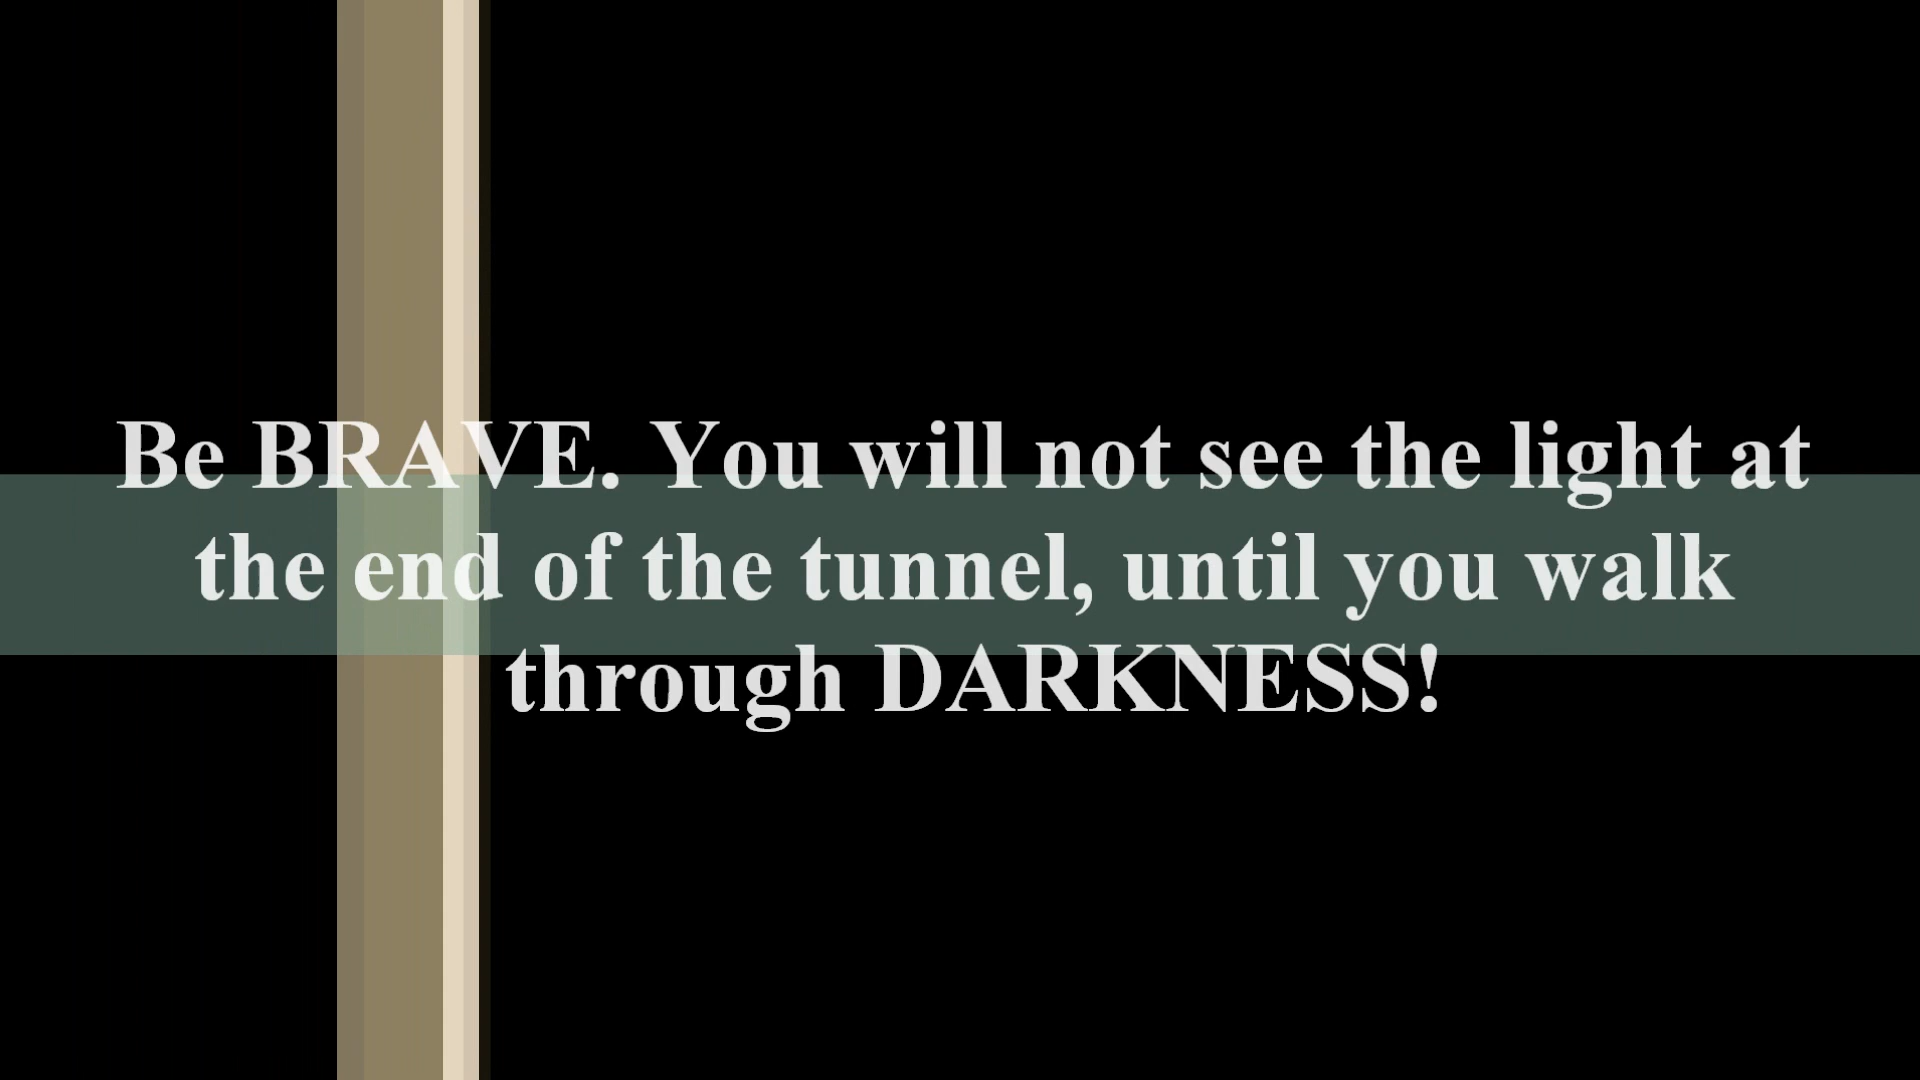 Be BRAVE. You will not see the light at
the end of the tunnel, until you walk
through DARKNESS!